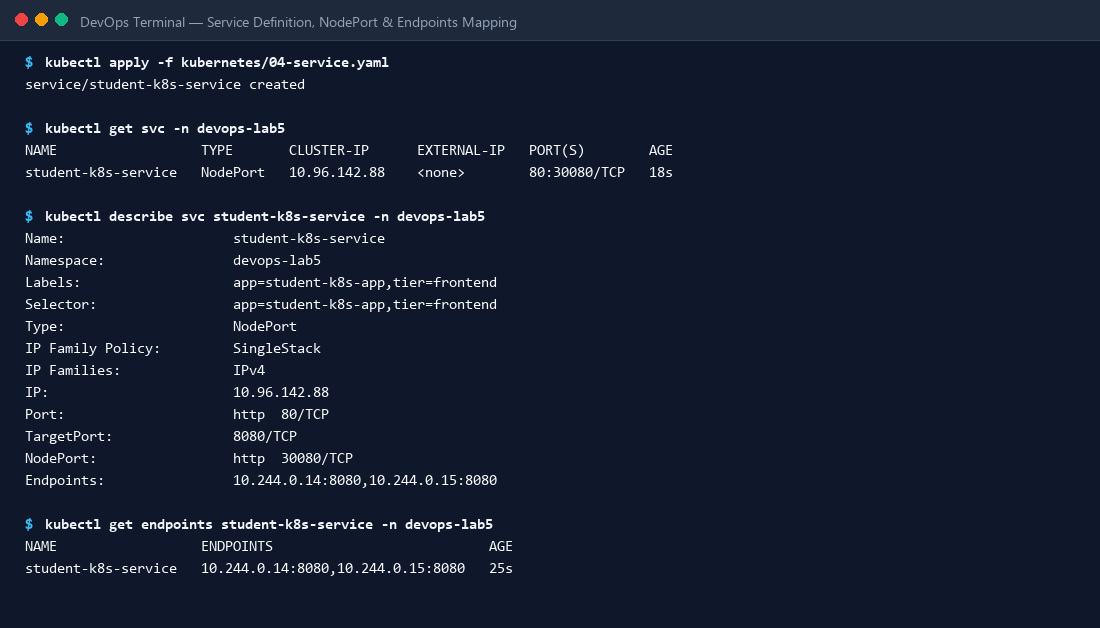 DevOps Terminal — Service Definition, NodePort & Endpoints Mapping
$ kubectl apply -f kubernetes/04-service.yaml
service/student-k8s-service created
$ kubectl get svc -n devops-lab5
NAME                  TYPE       CLUSTER-IP      EXTERNAL-IP   PORT(S)        AGE
student-k8s-service   NodePort   10.96.142.88    <none>        80:30080/TCP   18s
$ kubectl describe svc student-k8s-service -n devops-lab5
Name:                     student-k8s-service
Namespace:                devops-lab5
Labels:                   app=student-k8s-app,tier=frontend
Selector:                 app=student-k8s-app,tier=frontend
Type:                     NodePort
IP Family Policy:         SingleStack
IP Families:              IPv4
IP:                       10.96.142.88
Port:                     http  80/TCP
TargetPort:               8080/TCP
NodePort:                 http  30080/TCP
Endpoints:                10.244.0.14:8080,10.244.0.15:8080
$ kubectl get endpoints student-k8s-service -n devops-lab5
NAME                  ENDPOINTS                           AGE
student-k8s-service   10.244.0.14:8080,10.244.0.15:8080   25s